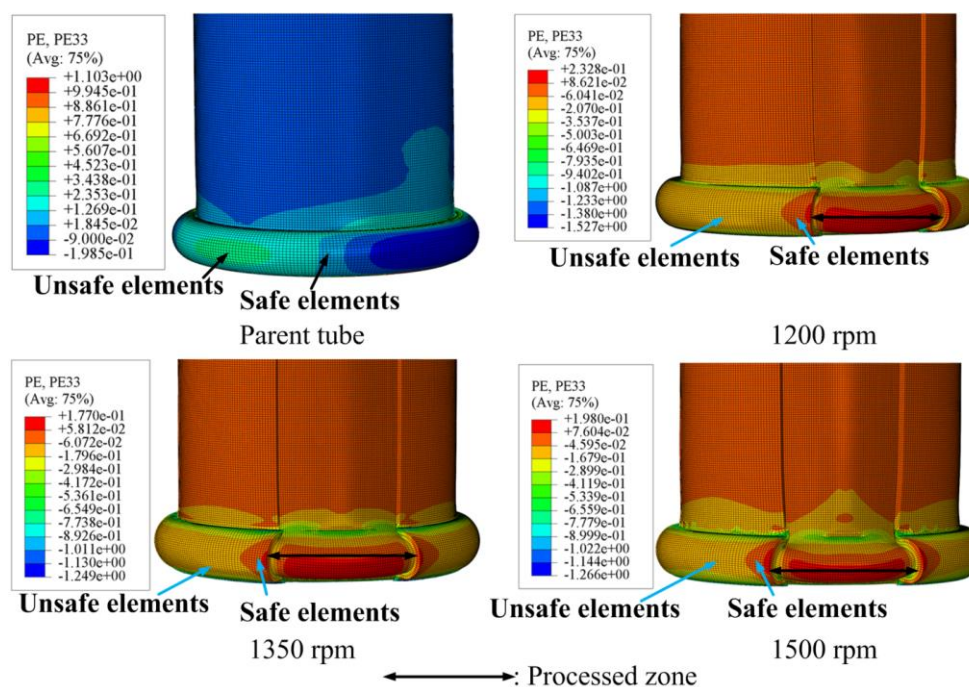 PE, PE33
(Avg: 75%)
+1.103e+00
+9.945e-01
+8.861e-01
+7.776e-01
+6.692e-01
+5.607e-01
+4.523e-01
+3.438e-01
+2.353e-01
+1.269e-01
+1.845e-02
-9.000e-02
-1.985e-01
Unsafe elements
Safe elements
Parent tube
PE, PE33
(Avg: 75%)
+2.328e-01
+8.621e-02
-6.041e-02
-2.070e-01
-3.537e-01
-5.003e-01
-6.469e-01
-7.935e-01
-9.402e-01
-1.087e+00
-1.233e+00
-1.380e+00
-1.527e+00
Unsafe elements
Safe elements
1200 rpm
PE, PE33
(Avg: 75%)
+1.770e-01
+5.812e-02
-6.072e-02
-1.796e-01
-2.984e-01
-4.172e-01
-5.361e-01
-6.549e-01
-7.738e-01
-8.926e-01
-1.011e+00
-1.130e+00
-1.249e+00
Unsafe elements
Safe elements
1350 rpm
PE, PE33
(Avg: 75%)
+1.980e-01
+7.604e-02
-4.595e-02
-1.679e-01
-2.899e-01
-4.119e-01
-5.339e-01
-6.559e-01
-7.779e-01
-8.999e-01
-1.022e+00
-1.144e+00
-1.266e+00
Unsafe elements
Safe elements
1500 rpm
: Processed zone